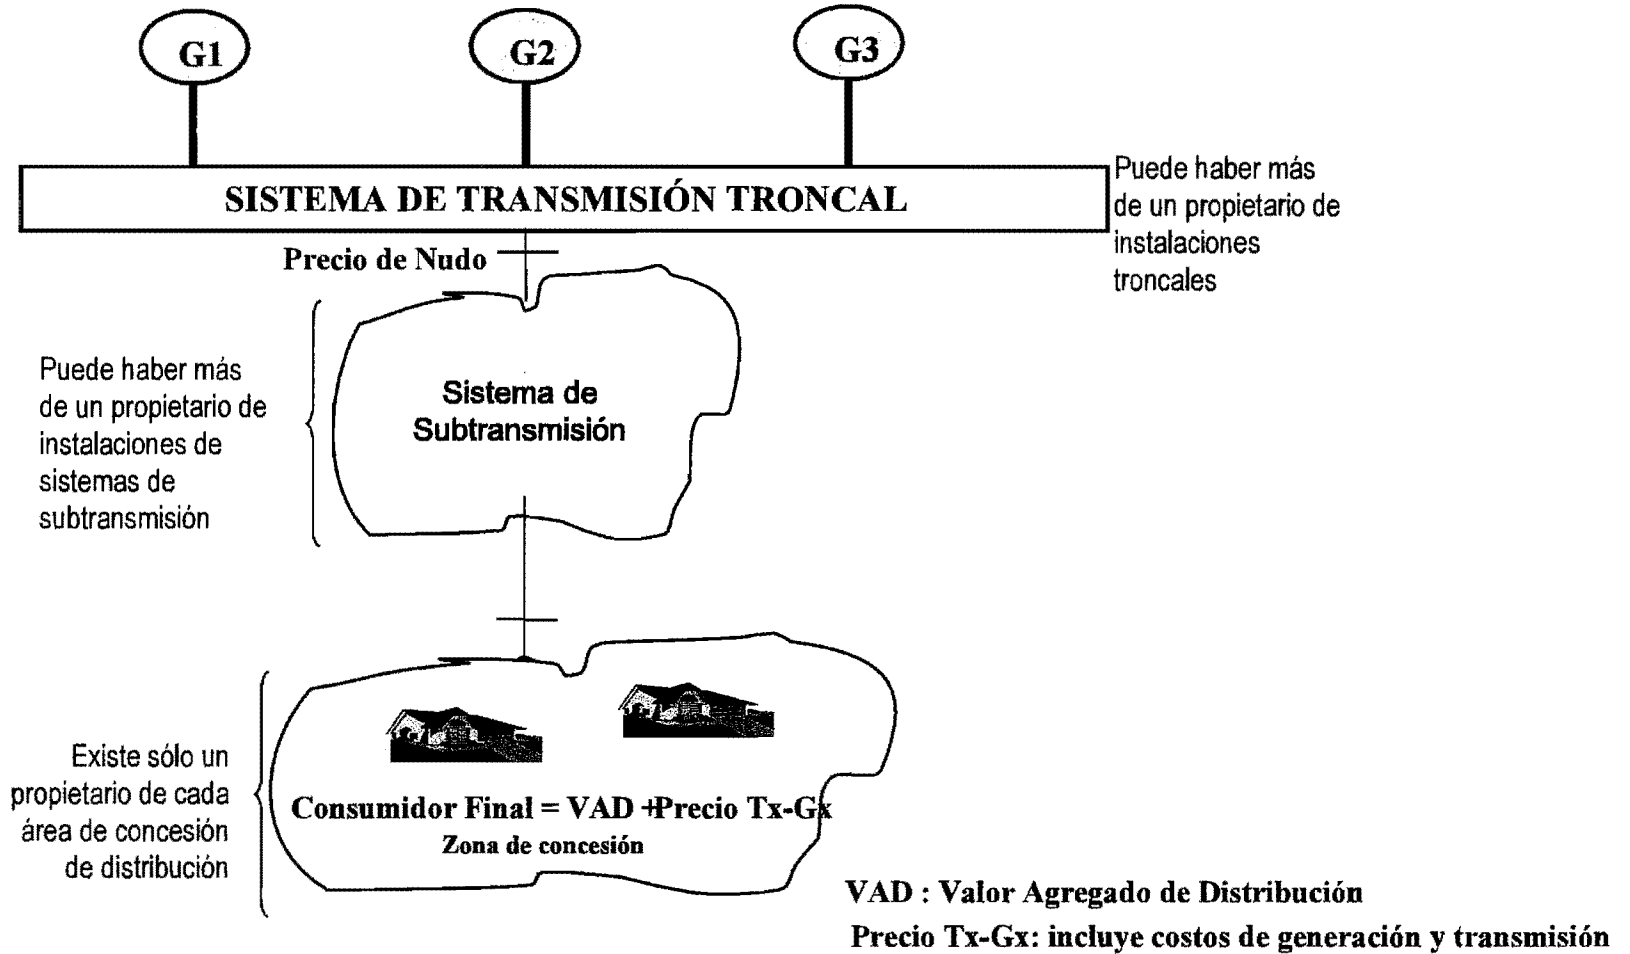 G1
G2
G3
SISTEMA DE TRANSMISIÓN TRONCAL
Puede haber más
de un propietario de
instalaciones
troncales
Precio de Nudo
Puede haber más
de un propietario de
instalaciones de
sistemas de
subtransmisión
Sistema de
Subtransmisión
Existe sólo un
propietario de cada
área de concesión
de distribución
Consumidor Final = VAD +Precio Tx-Gx
Zona de concesión
VAD : Valor Agregado de Distribución
Precio Tx-Gx: incluye costos de generación y transmisión